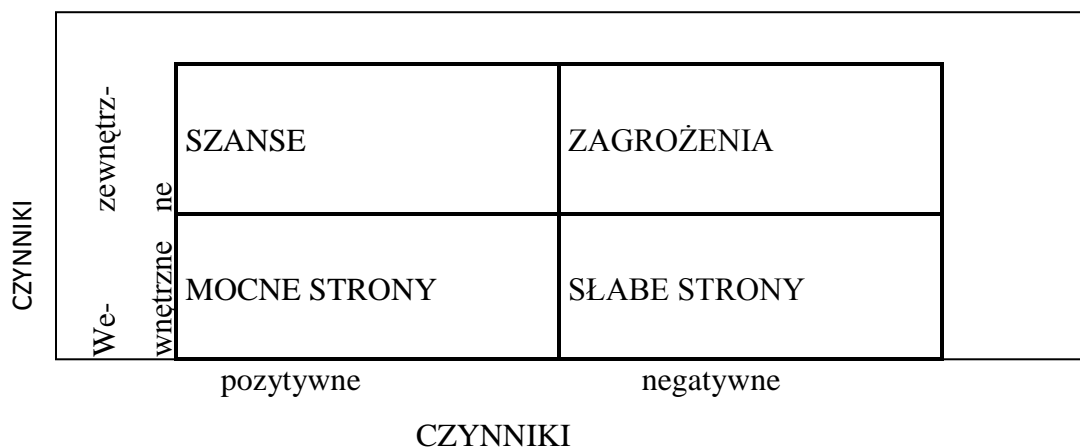 CZYNNIKI
zewnętrz-
ne
We-
wnętrzne
SZANSE
ZAGROŻENIA
MOCNE STRONY
SŁABE STRONY
pozytywne
negatywne
CZYNNIKI